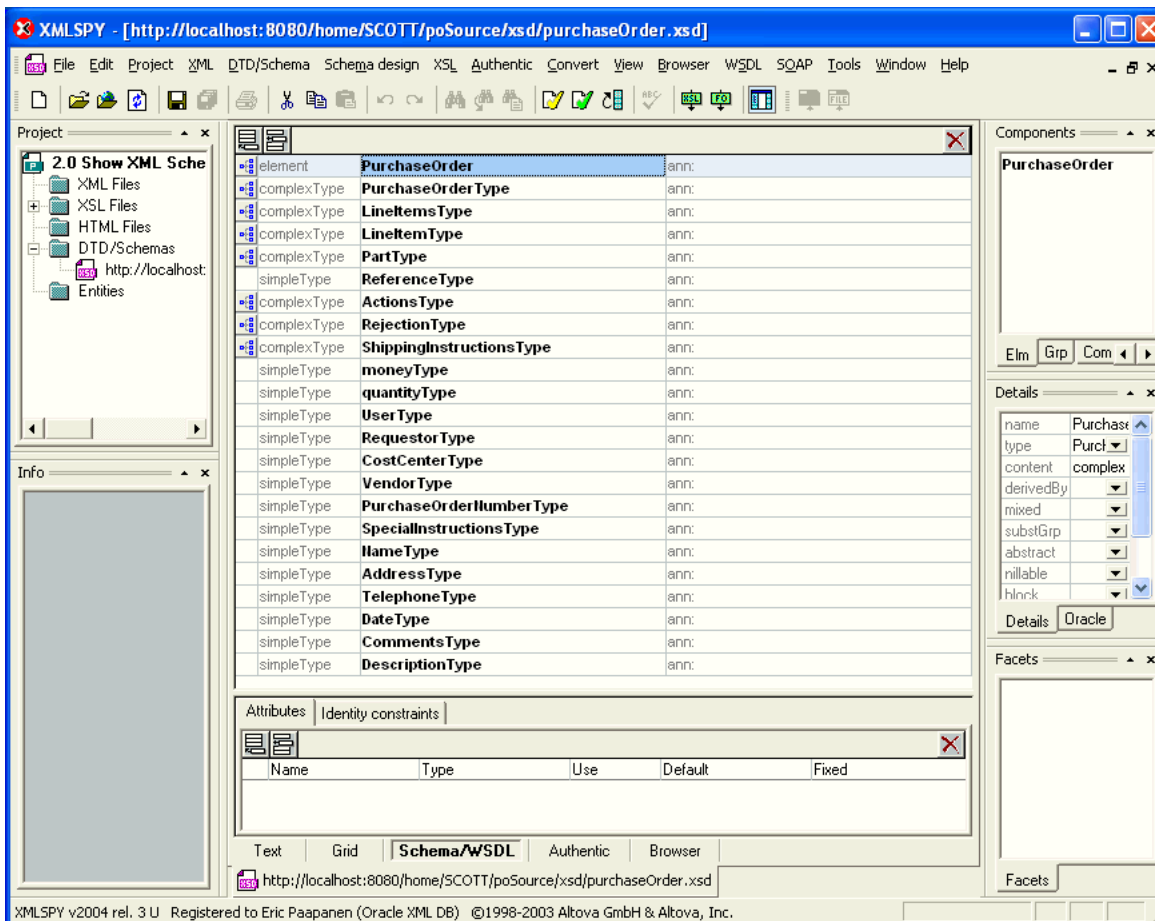 XMLSPY - [http://localhost:8080/home/SCOTT/poSource/xsd/purchaseOrder.xsd]
File Edit Project XML DTD/Schema Schema design XSL Authentic Convert View Browser WSDL SOAP Tools Window Help
Project
2.0 Show XML Sche
XML Files
XSL Files
HTML Files
DTD/Schemas
http://localhost:
Entities
Info
element PurchaseOrder ann:
complexType PurchaseOrderType ann:
complexType LineItemsType ann:
complexType LineItemType ann:
complexType PartType ann:
simpleType ReferenceType ann:
complexType ActionsType ann:
complexType RejectionType ann:
complexType ShippingInstructionsType ann:
simpleType moneyType ann:
simpleType quantityType ann:
simpleType UserType ann:
simpleType RequestorType ann:
simpleType CostCenterType ann:
simpleType VendorType ann:
simpleType PurchaseOrderNumberType ann:
simpleType SpecialInstructionsType ann:
simpleType NameType ann:
simpleType AddressType ann:
simpleType TelephoneType ann:
simpleType DateType ann:
simpleType CommentsType ann:
simpleType DescriptionType ann:
Attributes Identity constraints
Name Type Use Default Fixed
Text Grid Schema/WSDL Authentic Browser
http://localhost:8080/home/SCOTT/poSource/xsd/purchaseOrder.xsd
Components
PurchaseOrder
Elm Grp Com
Details
name Purchase
type Purch
content complex
derivedBy
mixed
substGrp
abstract
nillable
block
Details Oracle
Facets
Facets
XMLSPY v2004 rel. 3 U Registered to Eric Paapanen (Oracle XML DB) ©1998-2003 Altova GmbH & Altova, Inc.